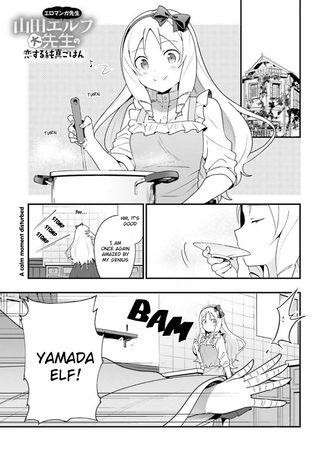 エロマンガ先生
山田エルフ
大先生の
恋する純真ごはん
TURN
TURN
HM, IT'S
GOOD
I AM
ONCE
AGAIN
AMAZED BY
MY GENIUS
STOMP
STOMP
STOMP
A calm moment disturbed
BAM
YAMADA
ELF!